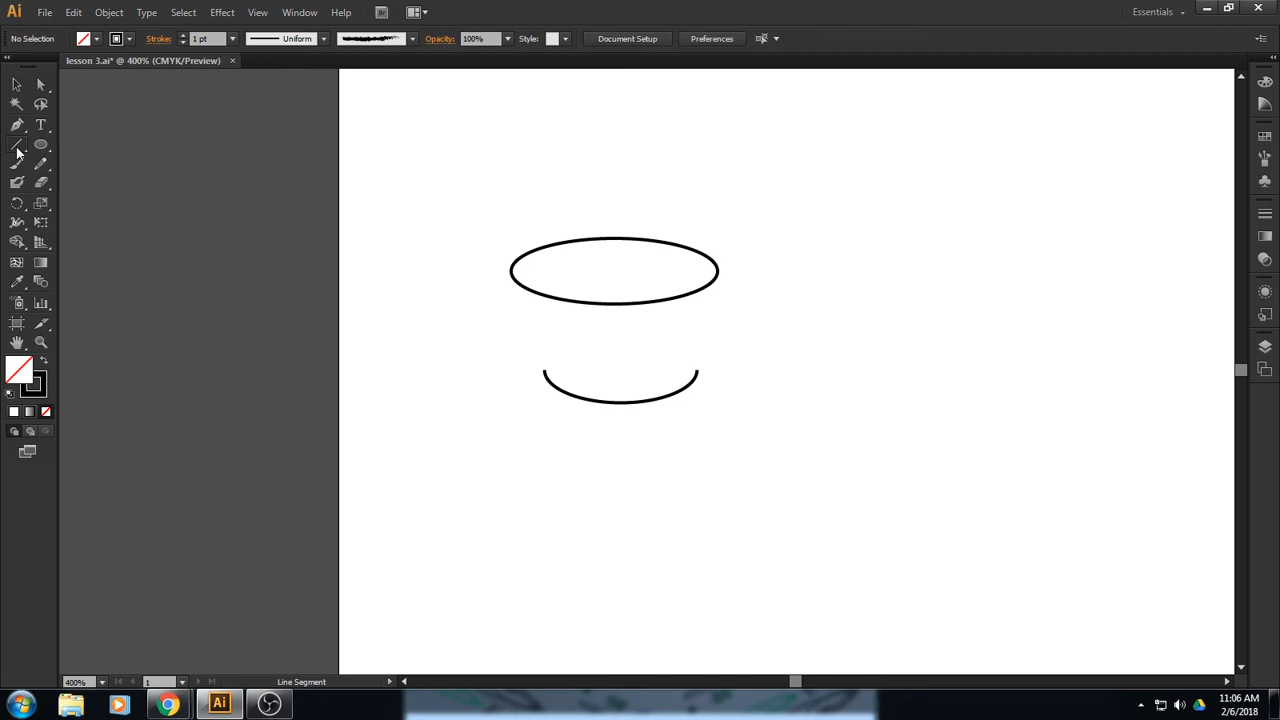 Ai File Edit Object Type Select Effect View Window Help Br Essentials
No Selection Stroke: 1 pt Uniform Opacity: 100% Style: Document Setup Preferences
lesson 3.ai* @ 400% (CMYK/Preview) ×
T
400% 1 Line Segment
Ai 11:06 AM
2/6/2018